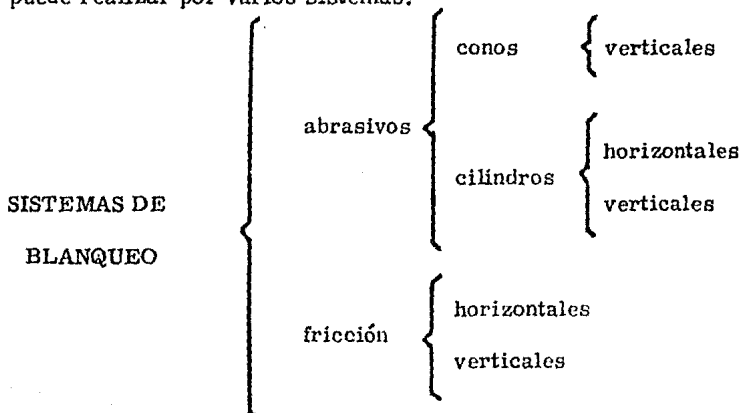 puede realizar por varios sistemas.
conos
verticales
abrasivos
horizontales
cilindros
verticales
SISTEMAS DE
BLANQUEO
horizontales
fricción
verticales